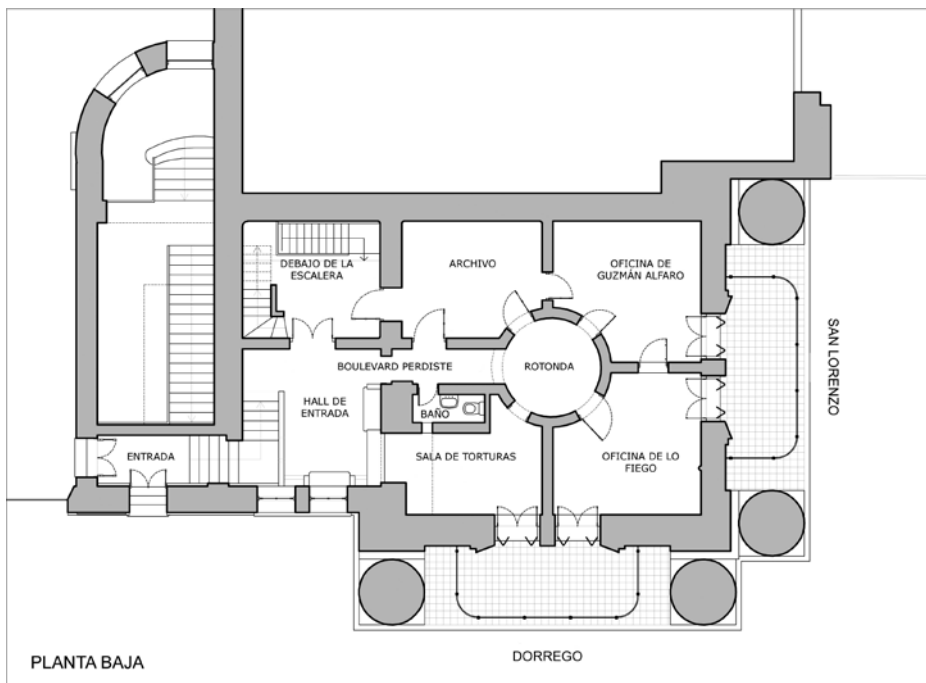 DEBAJO DE LA
ESCALERA
ARCHIVO
OFICINA DE
GUZMÁN ALFARO
BOULEVARD PERDISTE
ROTONDA
HALL DE
ENTRADA
BAÑO
ENTRADA
SALA DE TORTURAS
OFICINA DE LO
FIEGO
SAN LORENZO
DORREGO
PLANTA BAJA